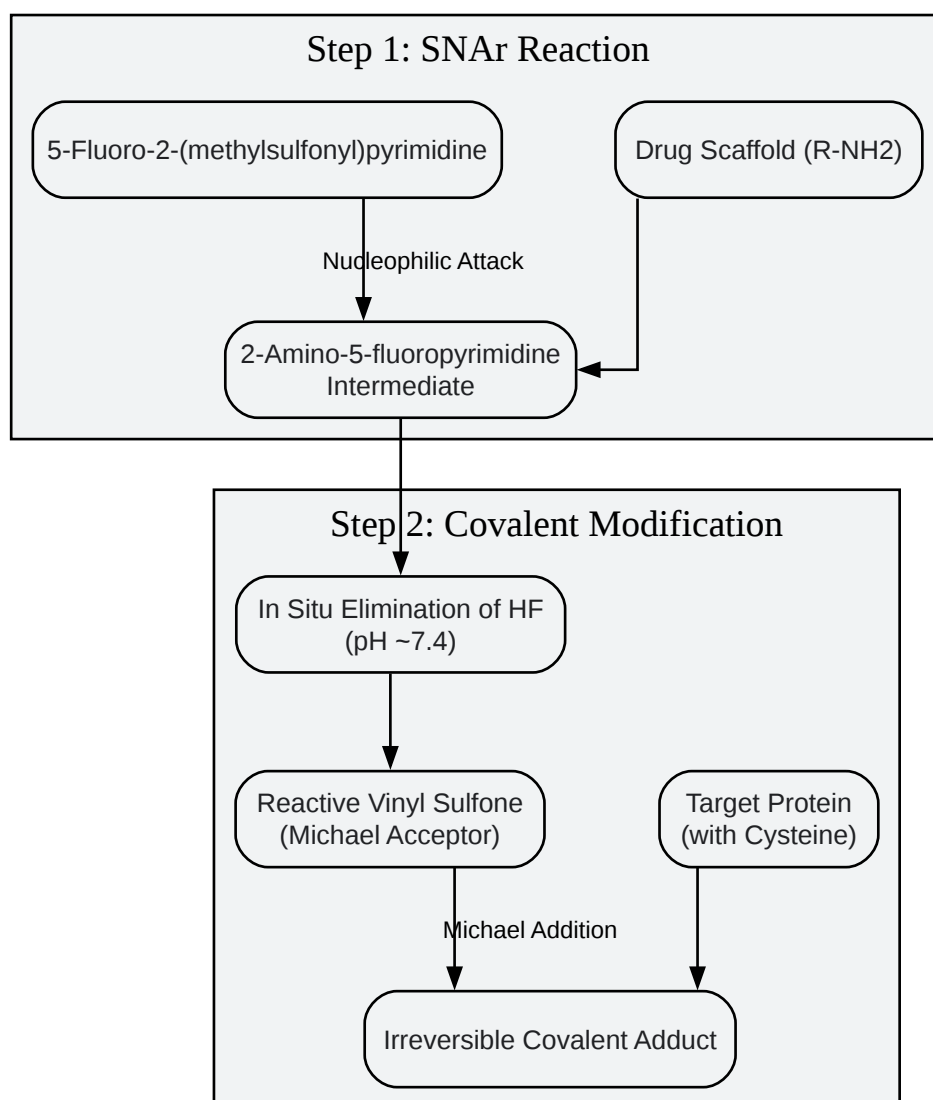 Step 1: SNAr Reaction
5-Fluoro-2-(methylsulfonyl)pyrimidine
Drug Scaffold (R-NH2)
Nucleophilic Attack
2-Amino-5-fluoropyrimidine
Intermediate
Step 2: Covalent Modification
In Situ Elimination of HF
(pH ~7.4)
Reactive Vinyl Sulfone
(Michael Acceptor)
Target Protein
(with Cysteine)
Michael Addition
Irreversible Covalent Adduct